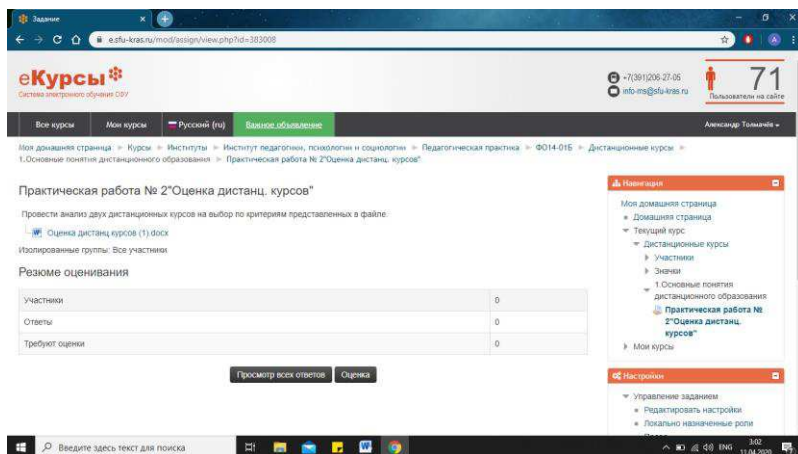 Задание
e.sfu-kras.ru/mod/assign/view.php?id=383008
еКурсы
Система электронного обучения СФУ
+7(391)206-27-05
info-ms@sfu-kras.ru
71
Пользователи на сайте
Все курсы
Мои курсы
Русский (ru)
Важное объявление
Александр Толмачёв
Моя домашняя страница
Курсы
Институты
Институт педагогики, психологии и социологии
Педагогическая практика
ФО14-01Б
Дистанционные курсы
1.Основные понятия дистанционного образования
Практическая работа № 2"Оценка дистанц. курсов"
Практическая работа № 2"Оценка дистанц. курсов"
Провести анализ двух дистанционных курсов на выбор по критериям представленных в файле.
Оценка дистанц курсов (1).docx
Изолированные группы: Все участники
Резюме оценивания
Участники 0
Ответы 0
Требуют оценки 0
Просмотр всех ответов
Оценка
Навигация
Моя домашняя страница
Домашняя страница
Текущий курс
Дистанционные курсы
Участники
Значки
1.Основные понятия
дистанционного образования
Практическая работа №
2"Оценка дистанц.
курсов"
Мои курсы
Настройки
Управление заданием
Редактировать настройки
Локально назначенные роли
Введите здесь текст для поиска
ENG
3:02
11.04.2020